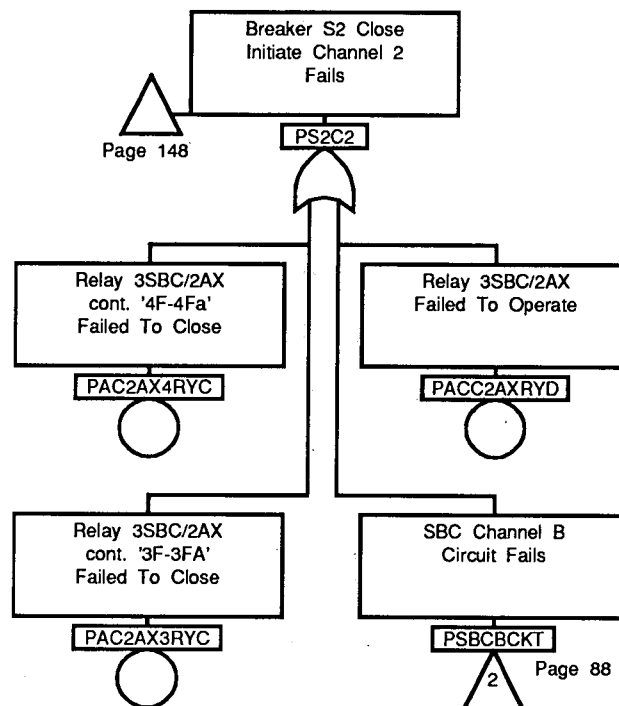 Breaker S2 Close
Initiate Channel 2
Fails
Page 148
PS2C2
Relay 3SBC/2AX
cont. '4F-4Fa'
Failed To Close
PAC2AX4RYC
Relay 3SBC/2AX
Failed To Operate
PACC2AXRYD
Relay 3SBC/2AX
cont. '3F-3FA'
Failed To Close
PAC2AX3RYC
SBC Channel B
Circuit Fails
PSBCBCKT
2
Page 88